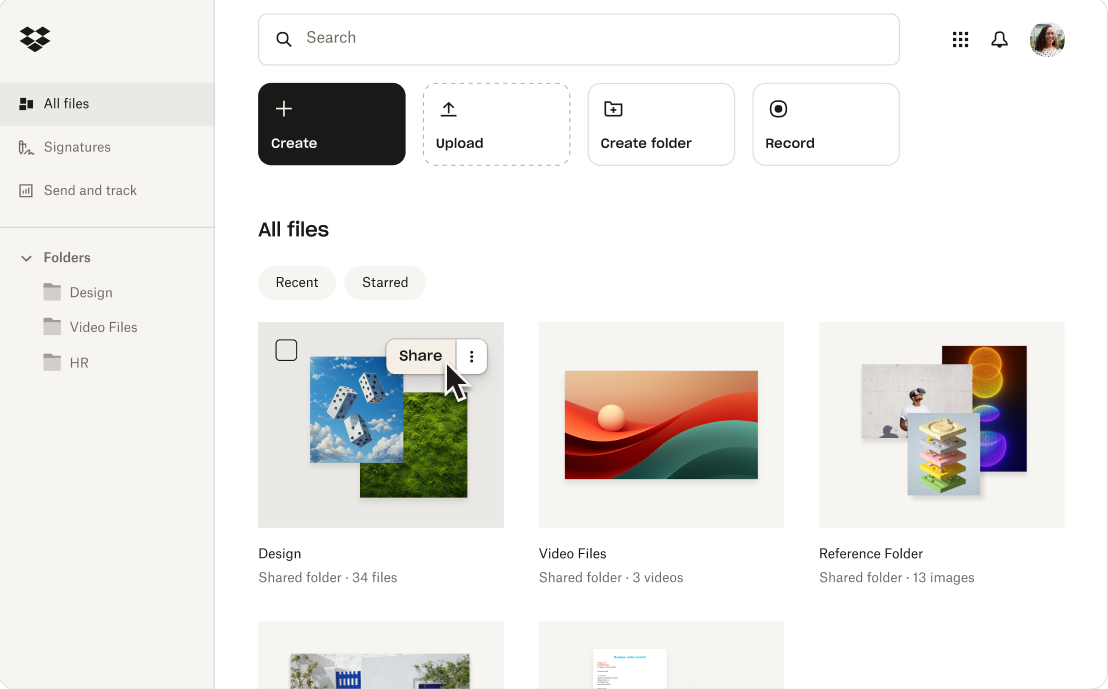 Search
Create
Upload
Create folder
Record
All files
Signatures
Send and track
Folders
Design
Video Files
HR
All files
Recent
Starred
Share
Design
Shared folder · 34 files
Video Files
Shared folder · 3 videos
Reference Folder
Shared folder · 13 images